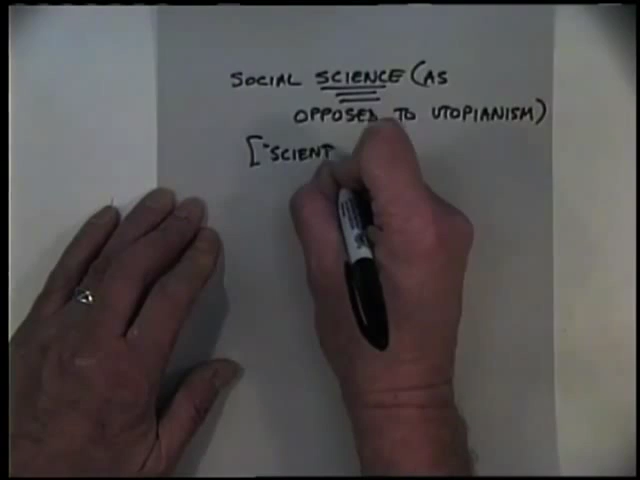 SOCIAL SCIENCE (AS
OPPOSED TO UTOPIANISM)
["SCIENT